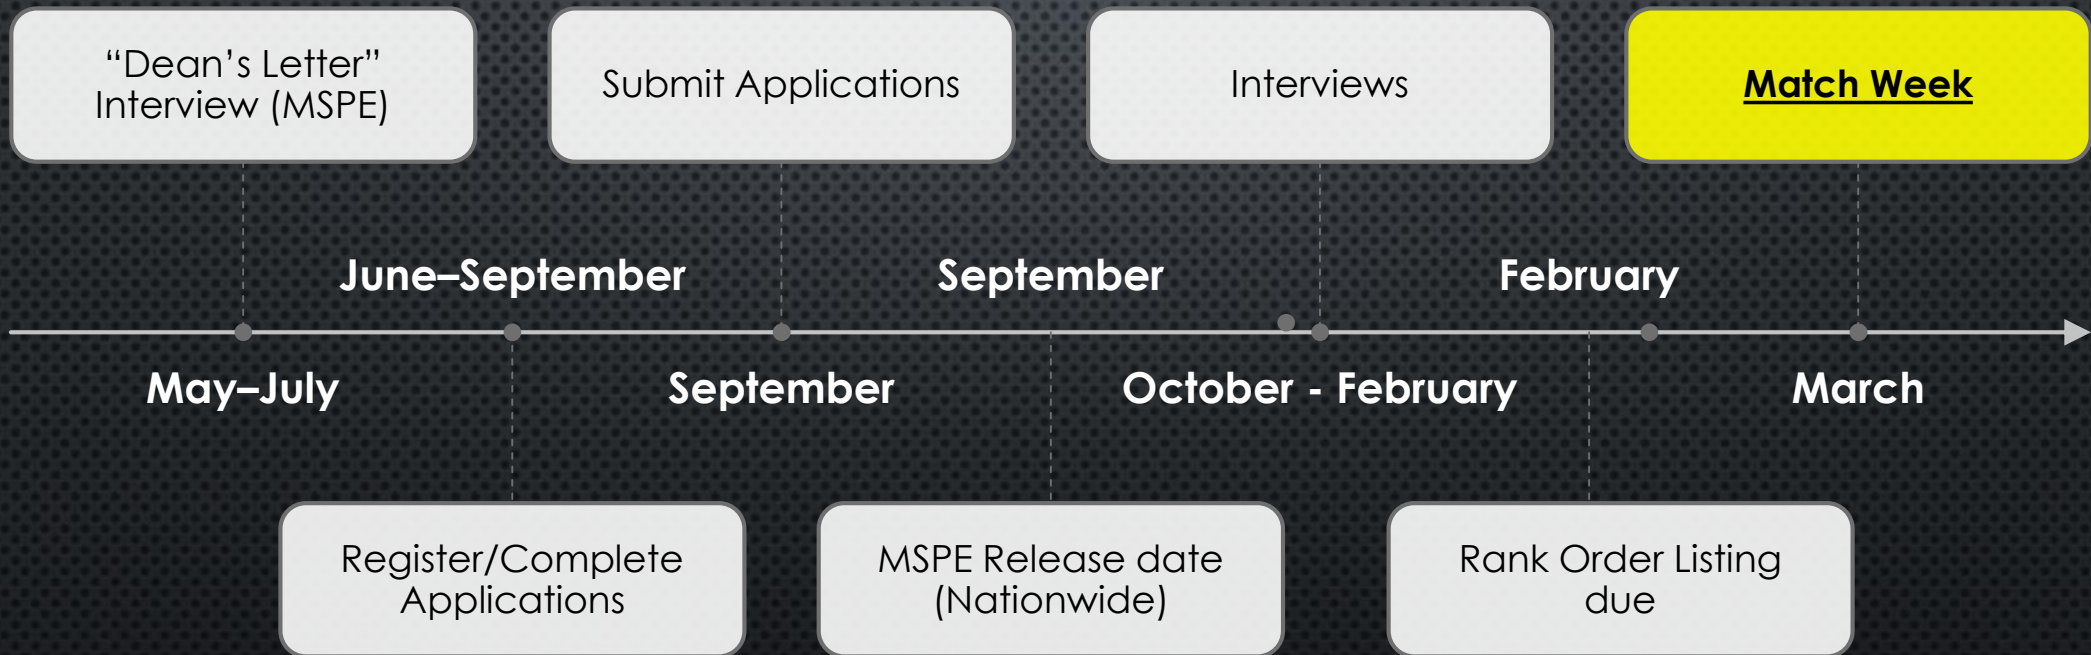 “Dean’s Letter”
Interview (MSPE)
Submit Applications
Interviews
Match Week
June–September
September
February
May–July
September
October - February
March
Register/Complete
Applications
MSPE Release date
(Nationwide)
Rank Order Listing
due